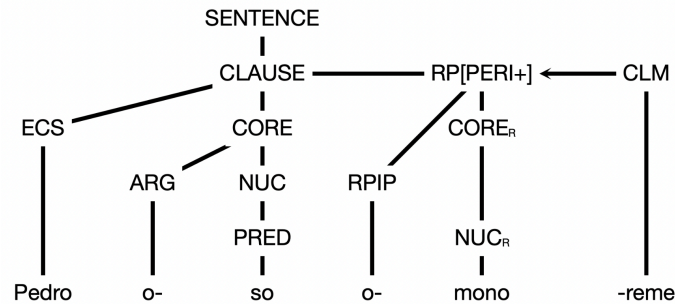 SENTENCE
CLAUSE RP[PERI+] CLM
ECS CORE CORER
ARG NUC RPIP
PRED NUCR
Pedro o- so o- mono -reme